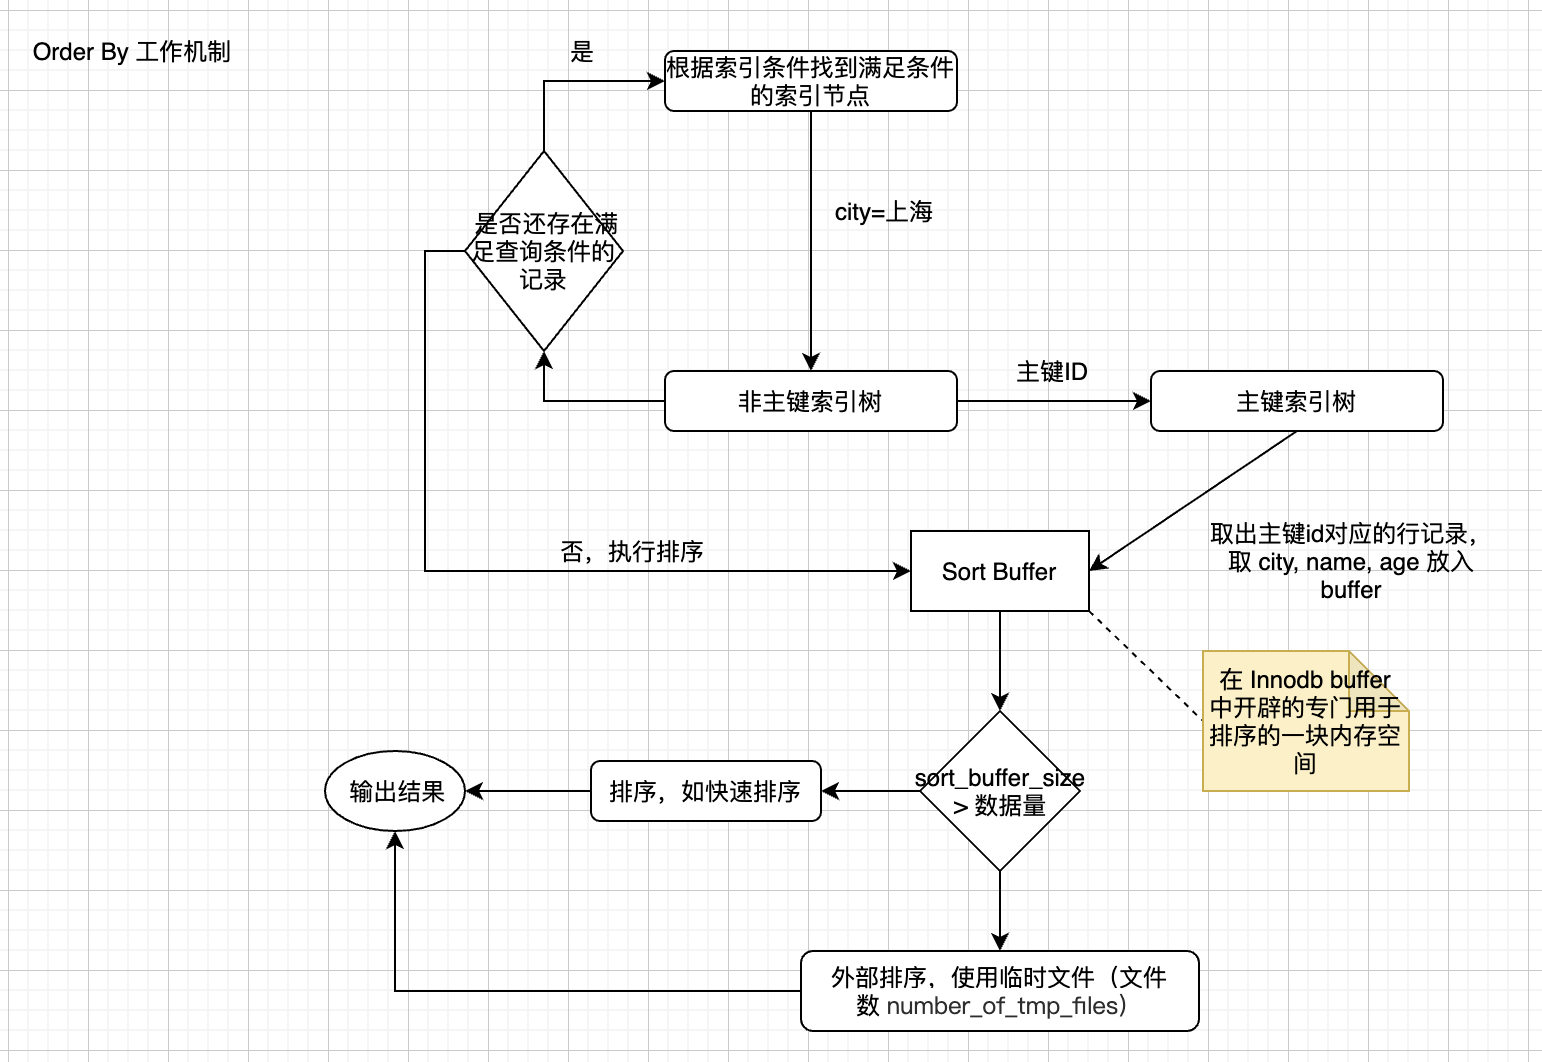 Order By 工作机制
是
根据索引条件找到满足条件
的索引节点
city=上海
是否还存在满
足查询条件的
记录
非主键索引树
主键ID
主键索引树
取出主键id对应的行记录，
取 city, name, age 放入
buffer
否，执行排序
Sort Buffer
在 Innodb buffer
中开辟的专门用于
排序的一块内存空
间
sort_buffer_size
> 数据量
排序，如快速排序
输出结果
外部排序，使用临时文件（文件
数 number_of_tmp_files）